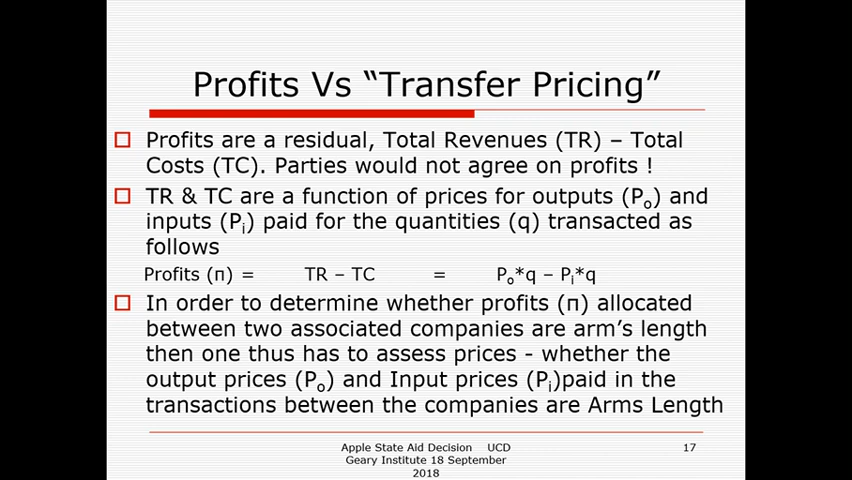 Profits Vs “Transfer Pricing”
Profits are a residual, Total Revenues (TR) – Total
Costs (TC). Parties would not agree on profits !
TR & TC are a function of prices for outputs (Po) and
inputs (Pi) paid for the quantities (q) transacted as
follows
Profits (π) = TR – TC = Po*q – Pi*q
In order to determine whether profits (π) allocated
between two associated companies are arm’s length
then one thus has to assess prices - whether the
output prices (Po) and Input prices (Pi)paid in the
transactions between the companies are Arms Length
Apple State Aid Decision UCD
Geary Institute 18 September
2018
17